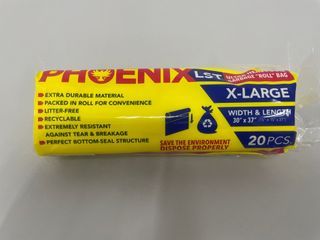 PHOENIX
LST
GARBAGE "ROLL" BAG
EXTRA DURABLE MATERIAL
PACKED IN ROLL FOR CONVENIENCE
LITTER-FREE
RECYCLABLE
EXTREMELY RESISTANT
AGAINST TEAR & BREAKAGE
PERFECT BOTTOM-SEAL STRUCTURE
X-LARGE
WIDTH & LENGTH
30" x 37"
SAVE THE ENVIRONMENT
DISPOSE PROPERLY
20 PCS.